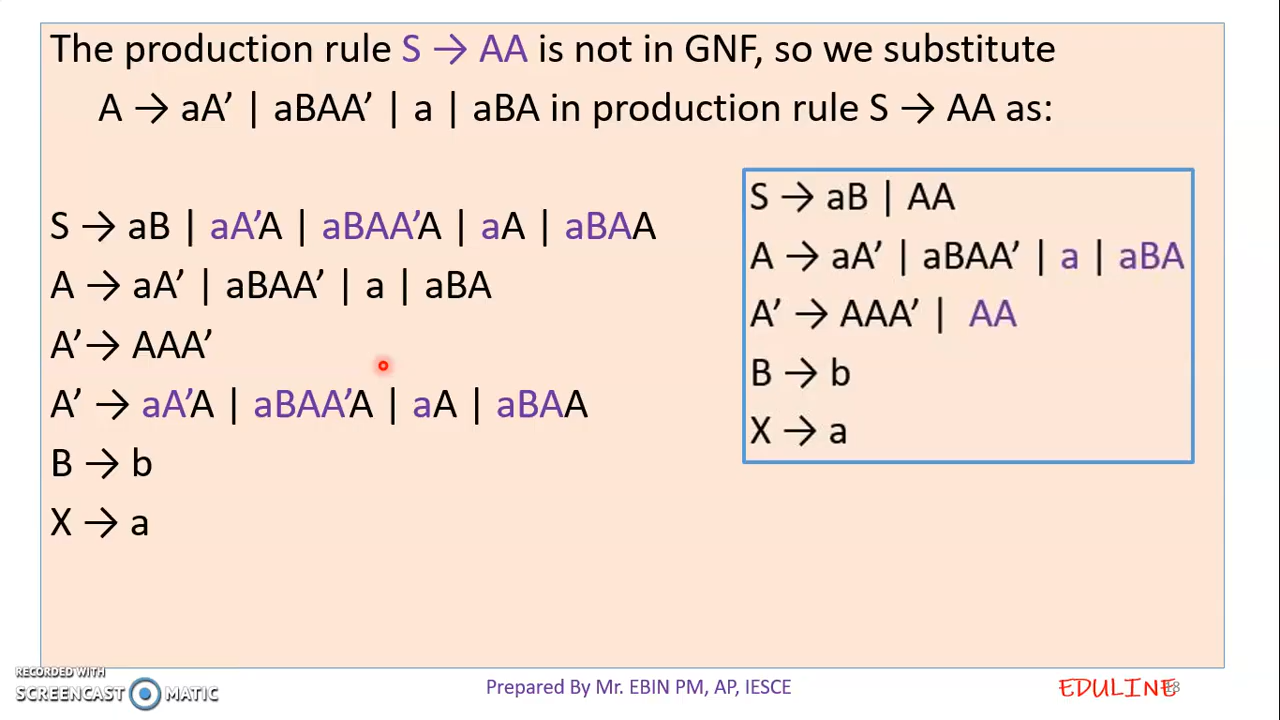 The production rule S → AA is not in GNF, so we substitute
A → aA’ | aBAA’ | a | aBA in production rule S → AA as:
S → aB | aA’A | aBAA’A | aA | aBAA
A → aA’ | aBAA’ | a | aBA
A’→ AAA’
A’ → aA’A | aBAA’A | aA | aBAA
B → b
X → a
S → aB | AA
A → aA’ | aBAA’ | a | aBA
A’ → AAA’ | AA
B → b
X → a
RECORDED WITH
SCREENCAST MATIC
Prepared By Mr. EBIN PM, AP, IESCE
EDULINE